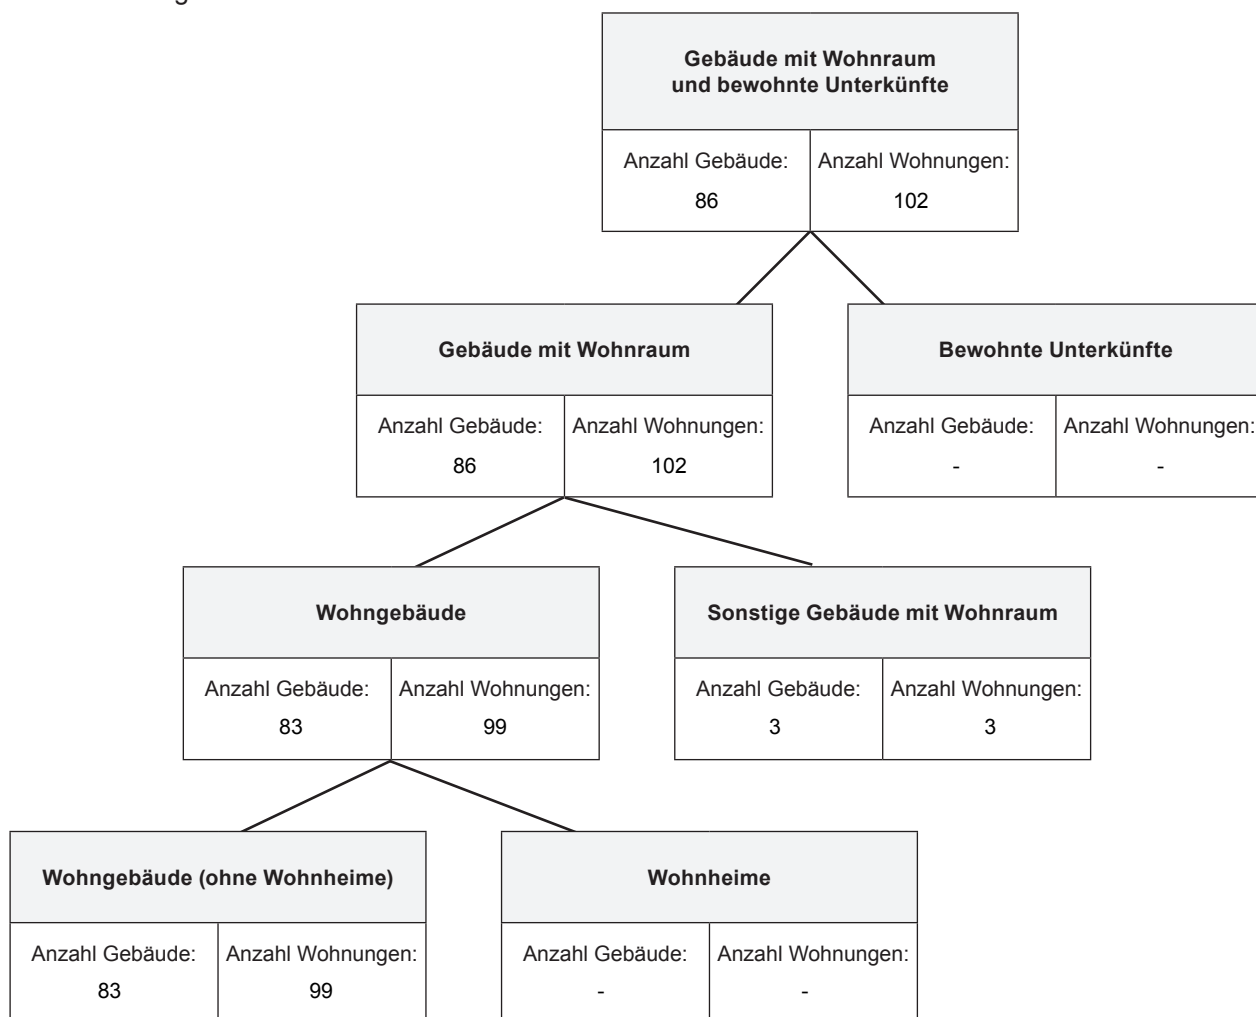 Gebäude mit Wohnraum
und bewohnte Unterkünfte
Anzahl Gebäude: Anzahl Wohnungen:
86 102
Gebäude mit Wohnraum
Bewohnte Unterkünfte
Anzahl Gebäude: Anzahl Wohnungen:
86 102
Anzahl Gebäude: Anzahl Wohnungen:
- -
Wohngebäude
Sonstige Gebäude mit Wohnraum
Anzahl Gebäude: Anzahl Wohnungen:
83 99
Anzahl Gebäude: Anzahl Wohnungen:
3 3
Wohngebäude (ohne Wohnheime)
Wohnheime
Anzahl Gebäude: Anzahl Wohnungen:
83 99
Anzahl Gebäude: Anzahl Wohnungen:
- -